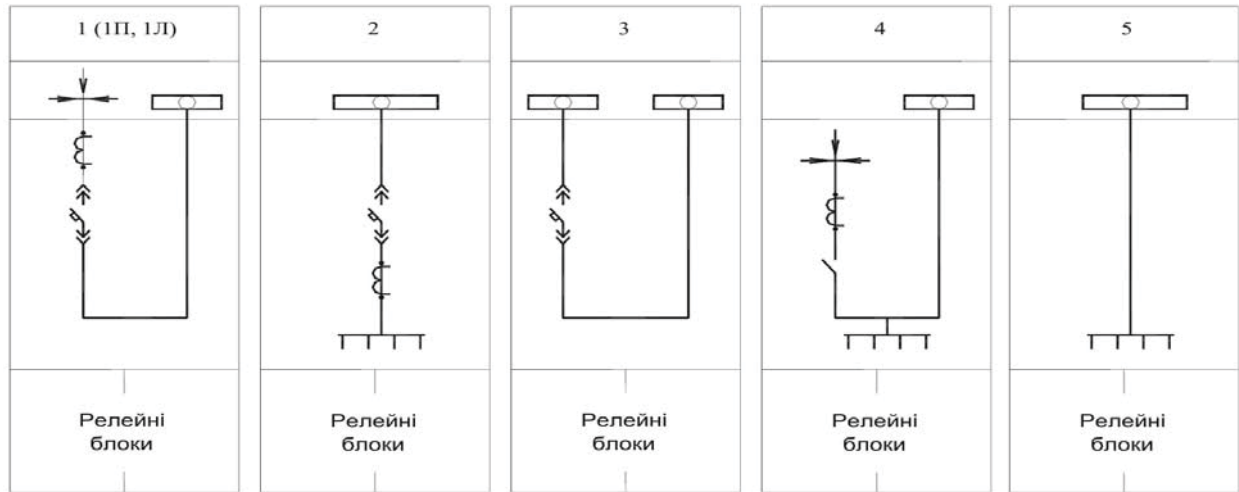 1 (1П, 1Л)
2
3
4
5
Релейні
блоки
Релейні
блоки
Релейні
блоки
Релейні
блоки
Релейні
блоки